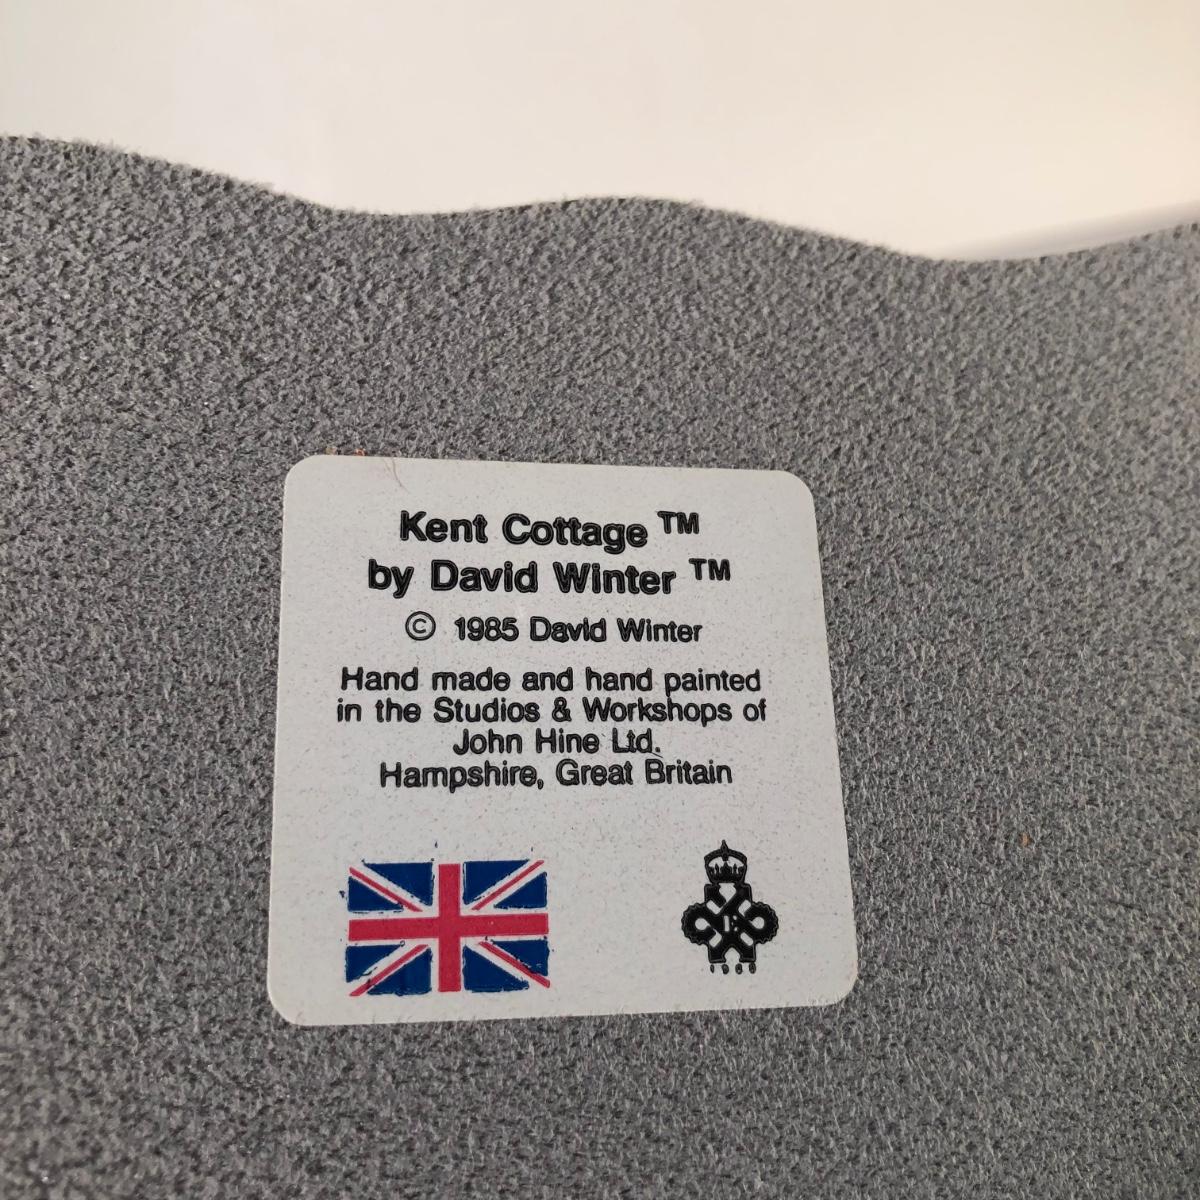 Kent Cottage ™
by David Winter ™
© 1985 David Winter
Hand made and hand painted
in the Studios & Workshops of
John Hine Ltd.
Hampshire, Great Britain